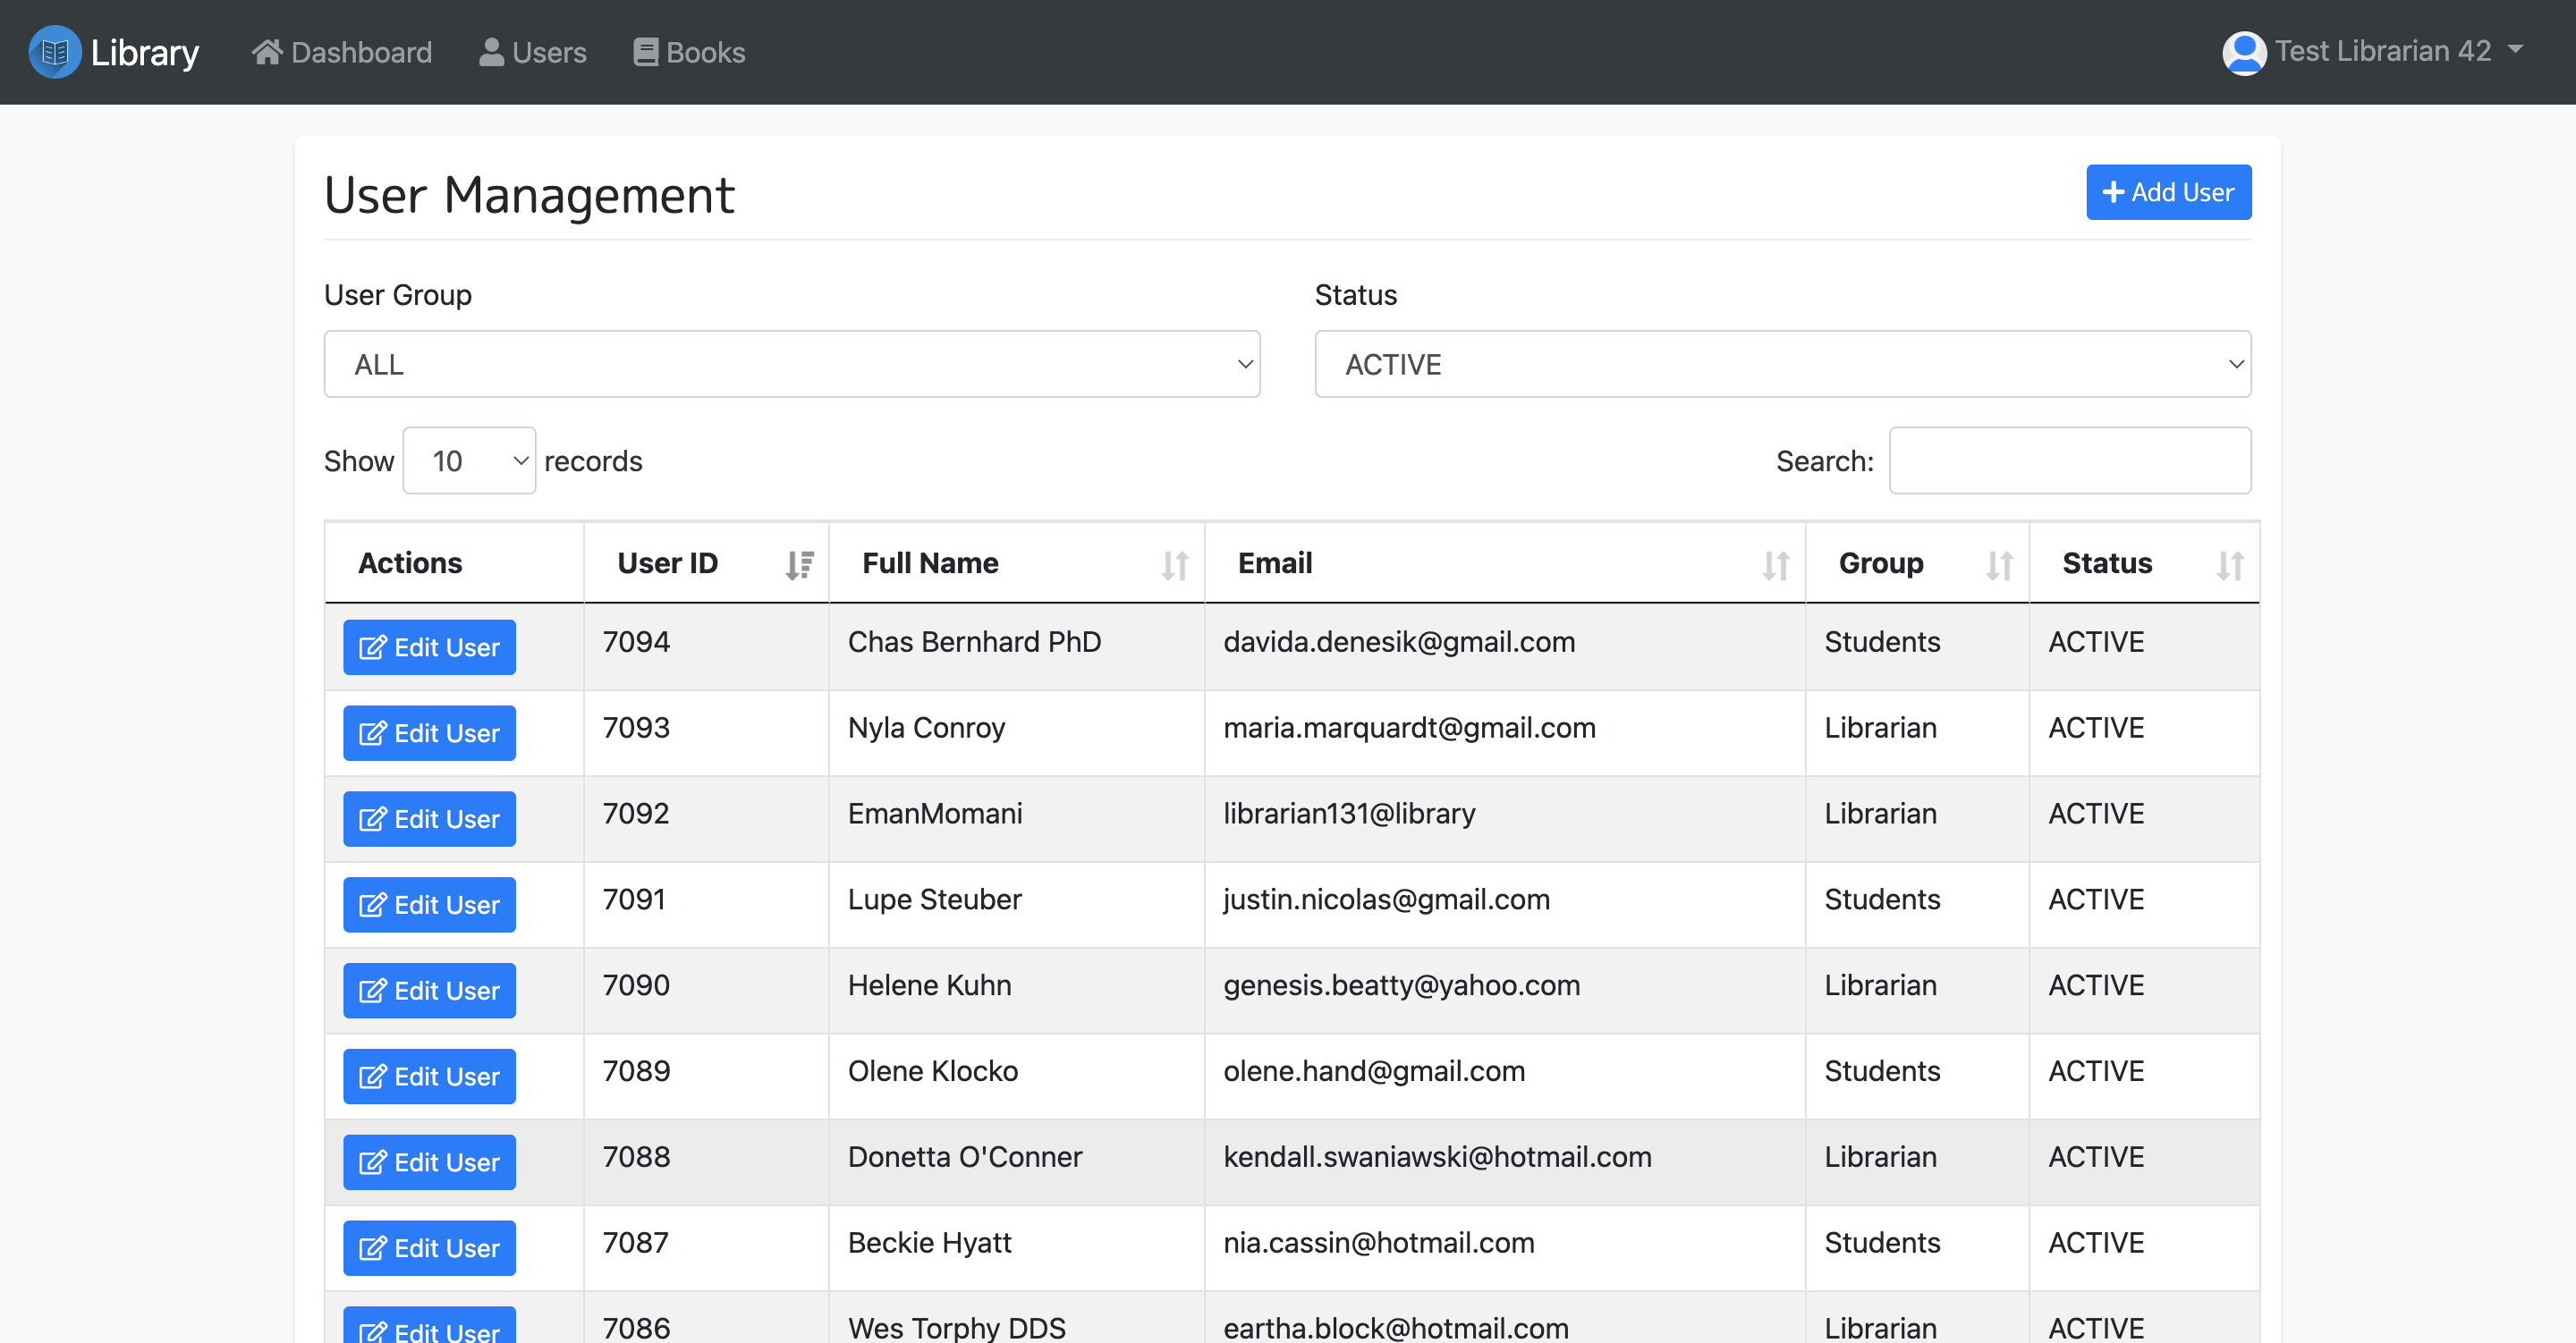 Library Dashboard Users Books Test Librarian 42
User Management Add User
User Group Status
ALL ACTIVE
Show 10 records Search:
Actions User ID Full Name Email Group Status
Edit User 7094 Chas Bernhard PhD davida.denesik@gmail.com Students ACTIVE
Edit User 7093 Nyla Conroy maria.marquardt@gmail.com Librarian ACTIVE
Edit User 7092 EmanMomani librarian131@library Librarian ACTIVE
Edit User 7091 Lupe Steuber justin.nicolas@gmail.com Students ACTIVE
Edit User 7090 Helene Kuhn genesis.beatty@yahoo.com Librarian ACTIVE
Edit User 7089 Olene Klocko olene.hand@gmail.com Students ACTIVE
Edit User 7088 Donetta O'Conner kendall.swaniawski@hotmail.com Librarian ACTIVE
Edit User 7087 Beckie Hyatt nia.cassin@hotmail.com Students ACTIVE
Edit User 7086 Wes Torphy DDS eartha.block@hotmail.com Librarian ACTIVE